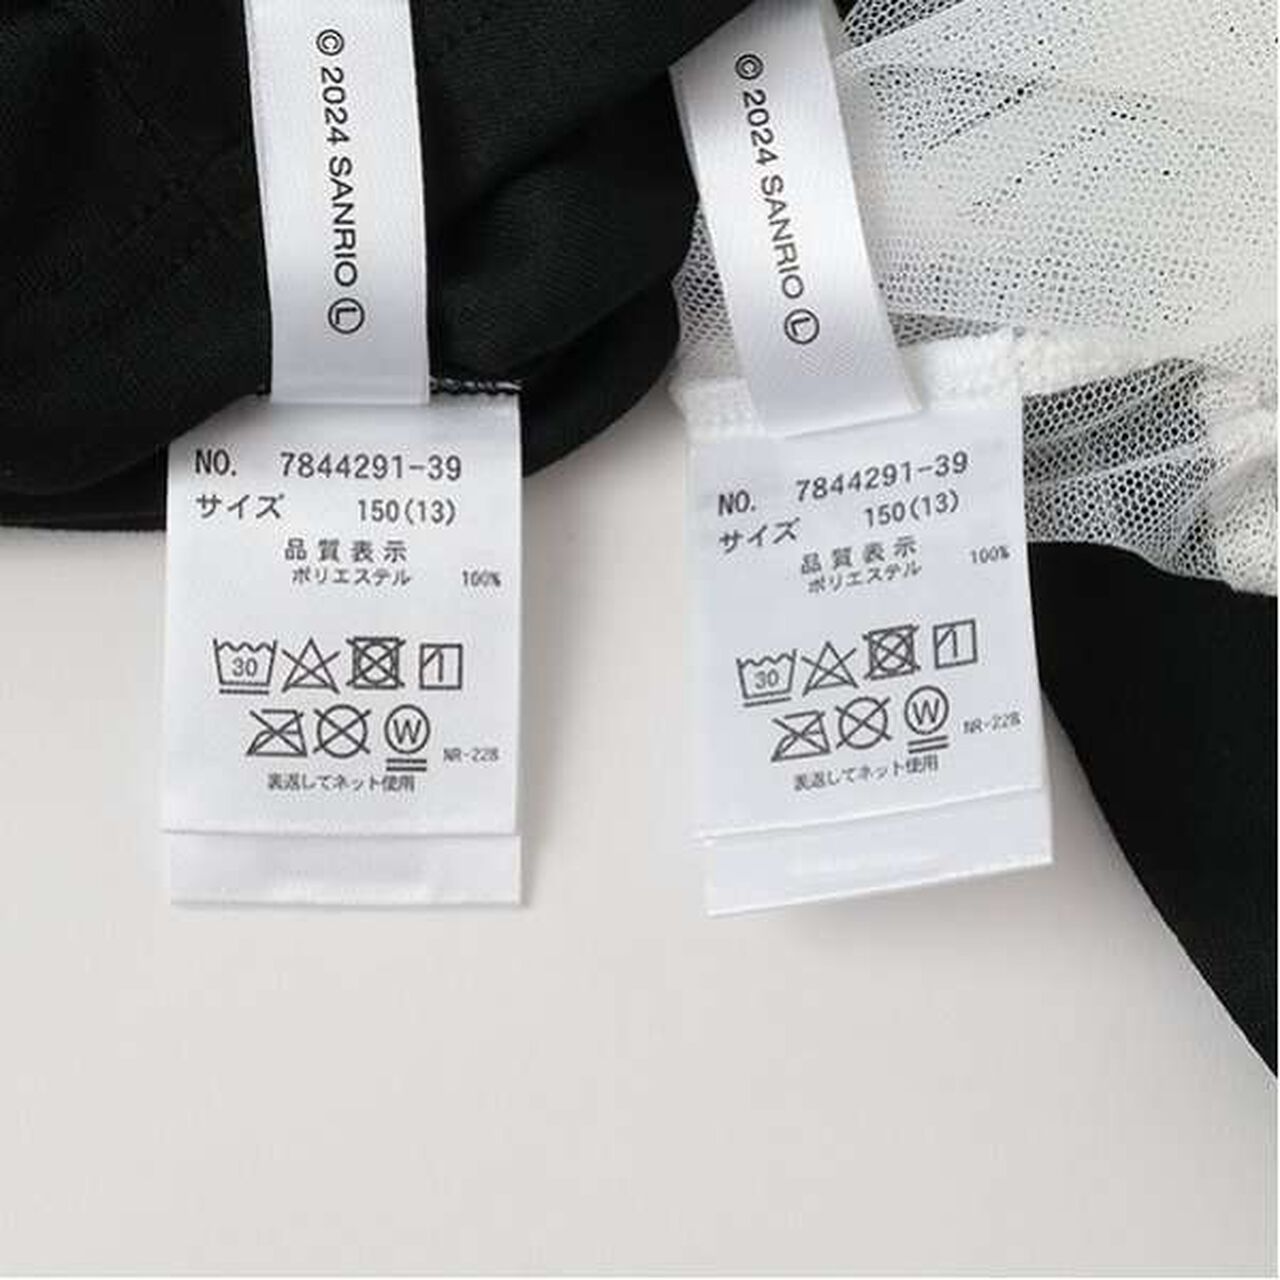 © 2024 SANRIO Ⓛ
NO. 7844291-39
サイズ 150(13)
品質表示
ポリエステル 100%
30
W NR-228
裏返してネット使用
© 2024 SANRIO Ⓛ
NO. 7844291-39
サイズ 150(13)
品質表示
ポリエステル 100%
30
W NR-228
裏返してネット使用